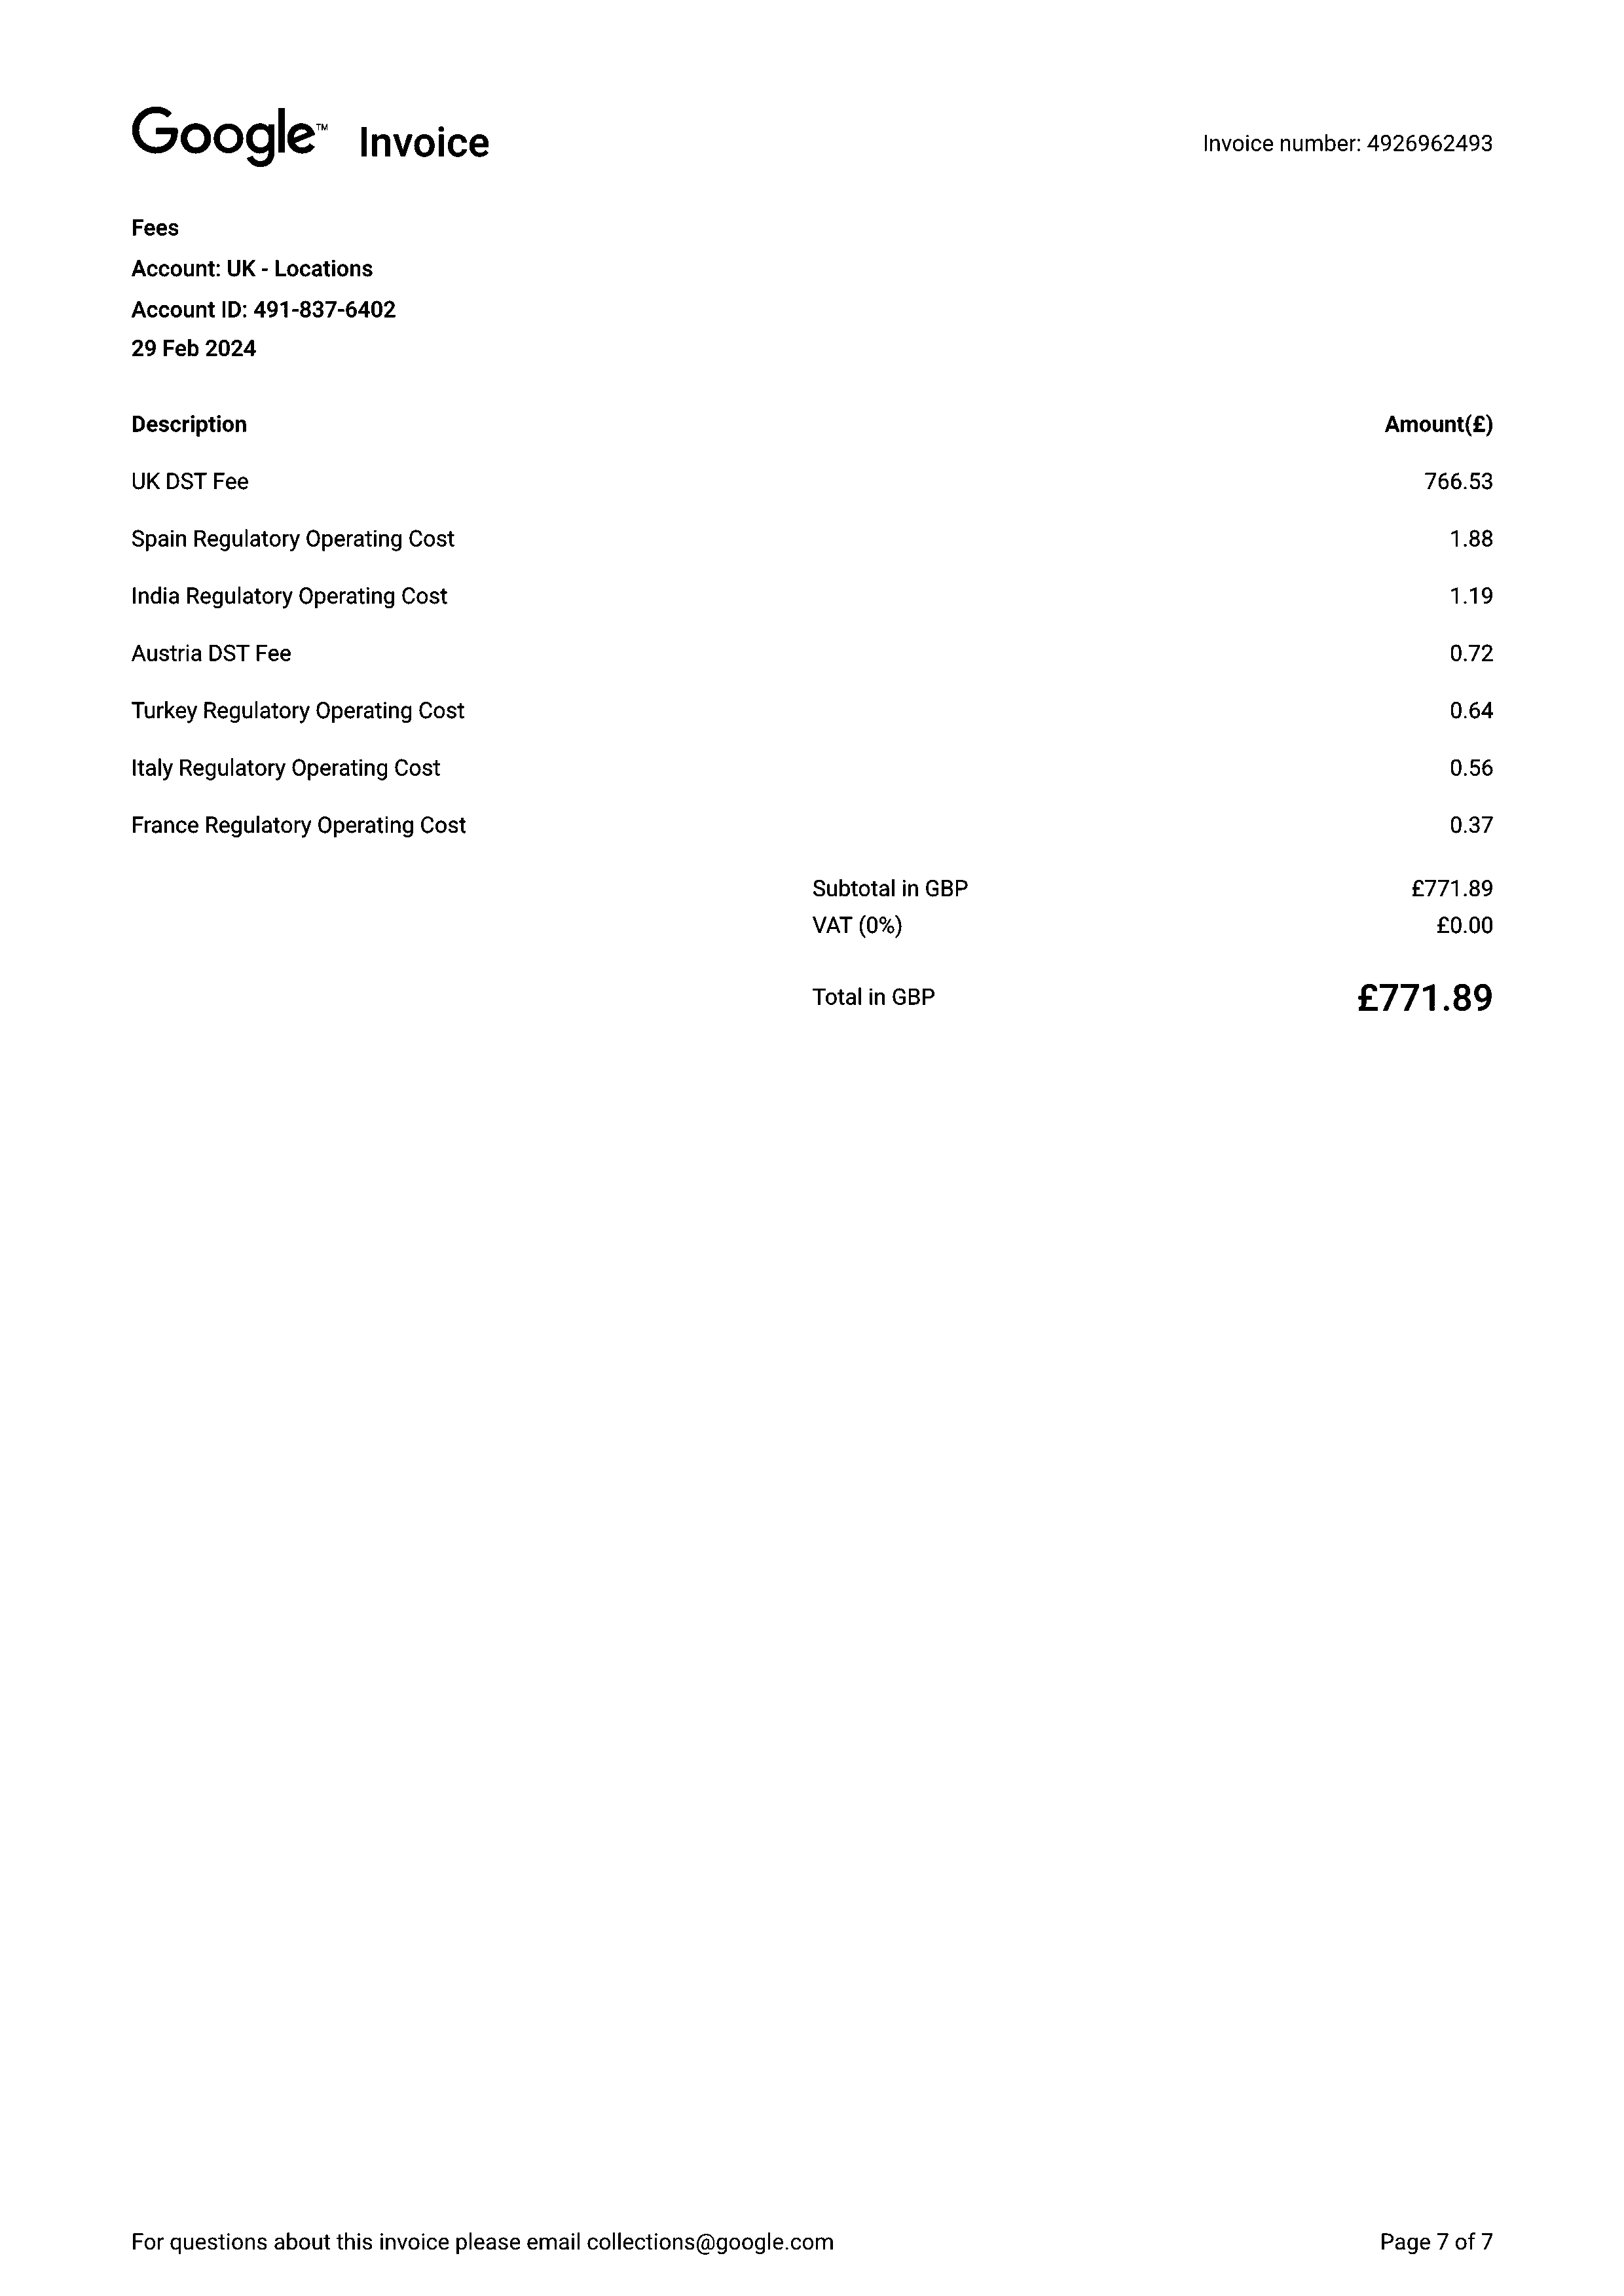 Google™ Invoice Invoice number: 4926962493
Fees
Account: UK - Locations
Account ID: 491-837-6402
29 Feb 2024
Description Amount(£)
UK DST Fee 766.53
Spain Regulatory Operating Cost 1.88
India Regulatory Operating Cost 1.19
Austria DST Fee 0.72
Turkey Regulatory Operating Cost 0.64
Italy Regulatory Operating Cost 0.56
France Regulatory Operating Cost 0.37
Subtotal in GBP £771.89
VAT (0%) £0.00
Total in GBP £771.89
For questions about this invoice please email collections@google.com Page 7 of 7